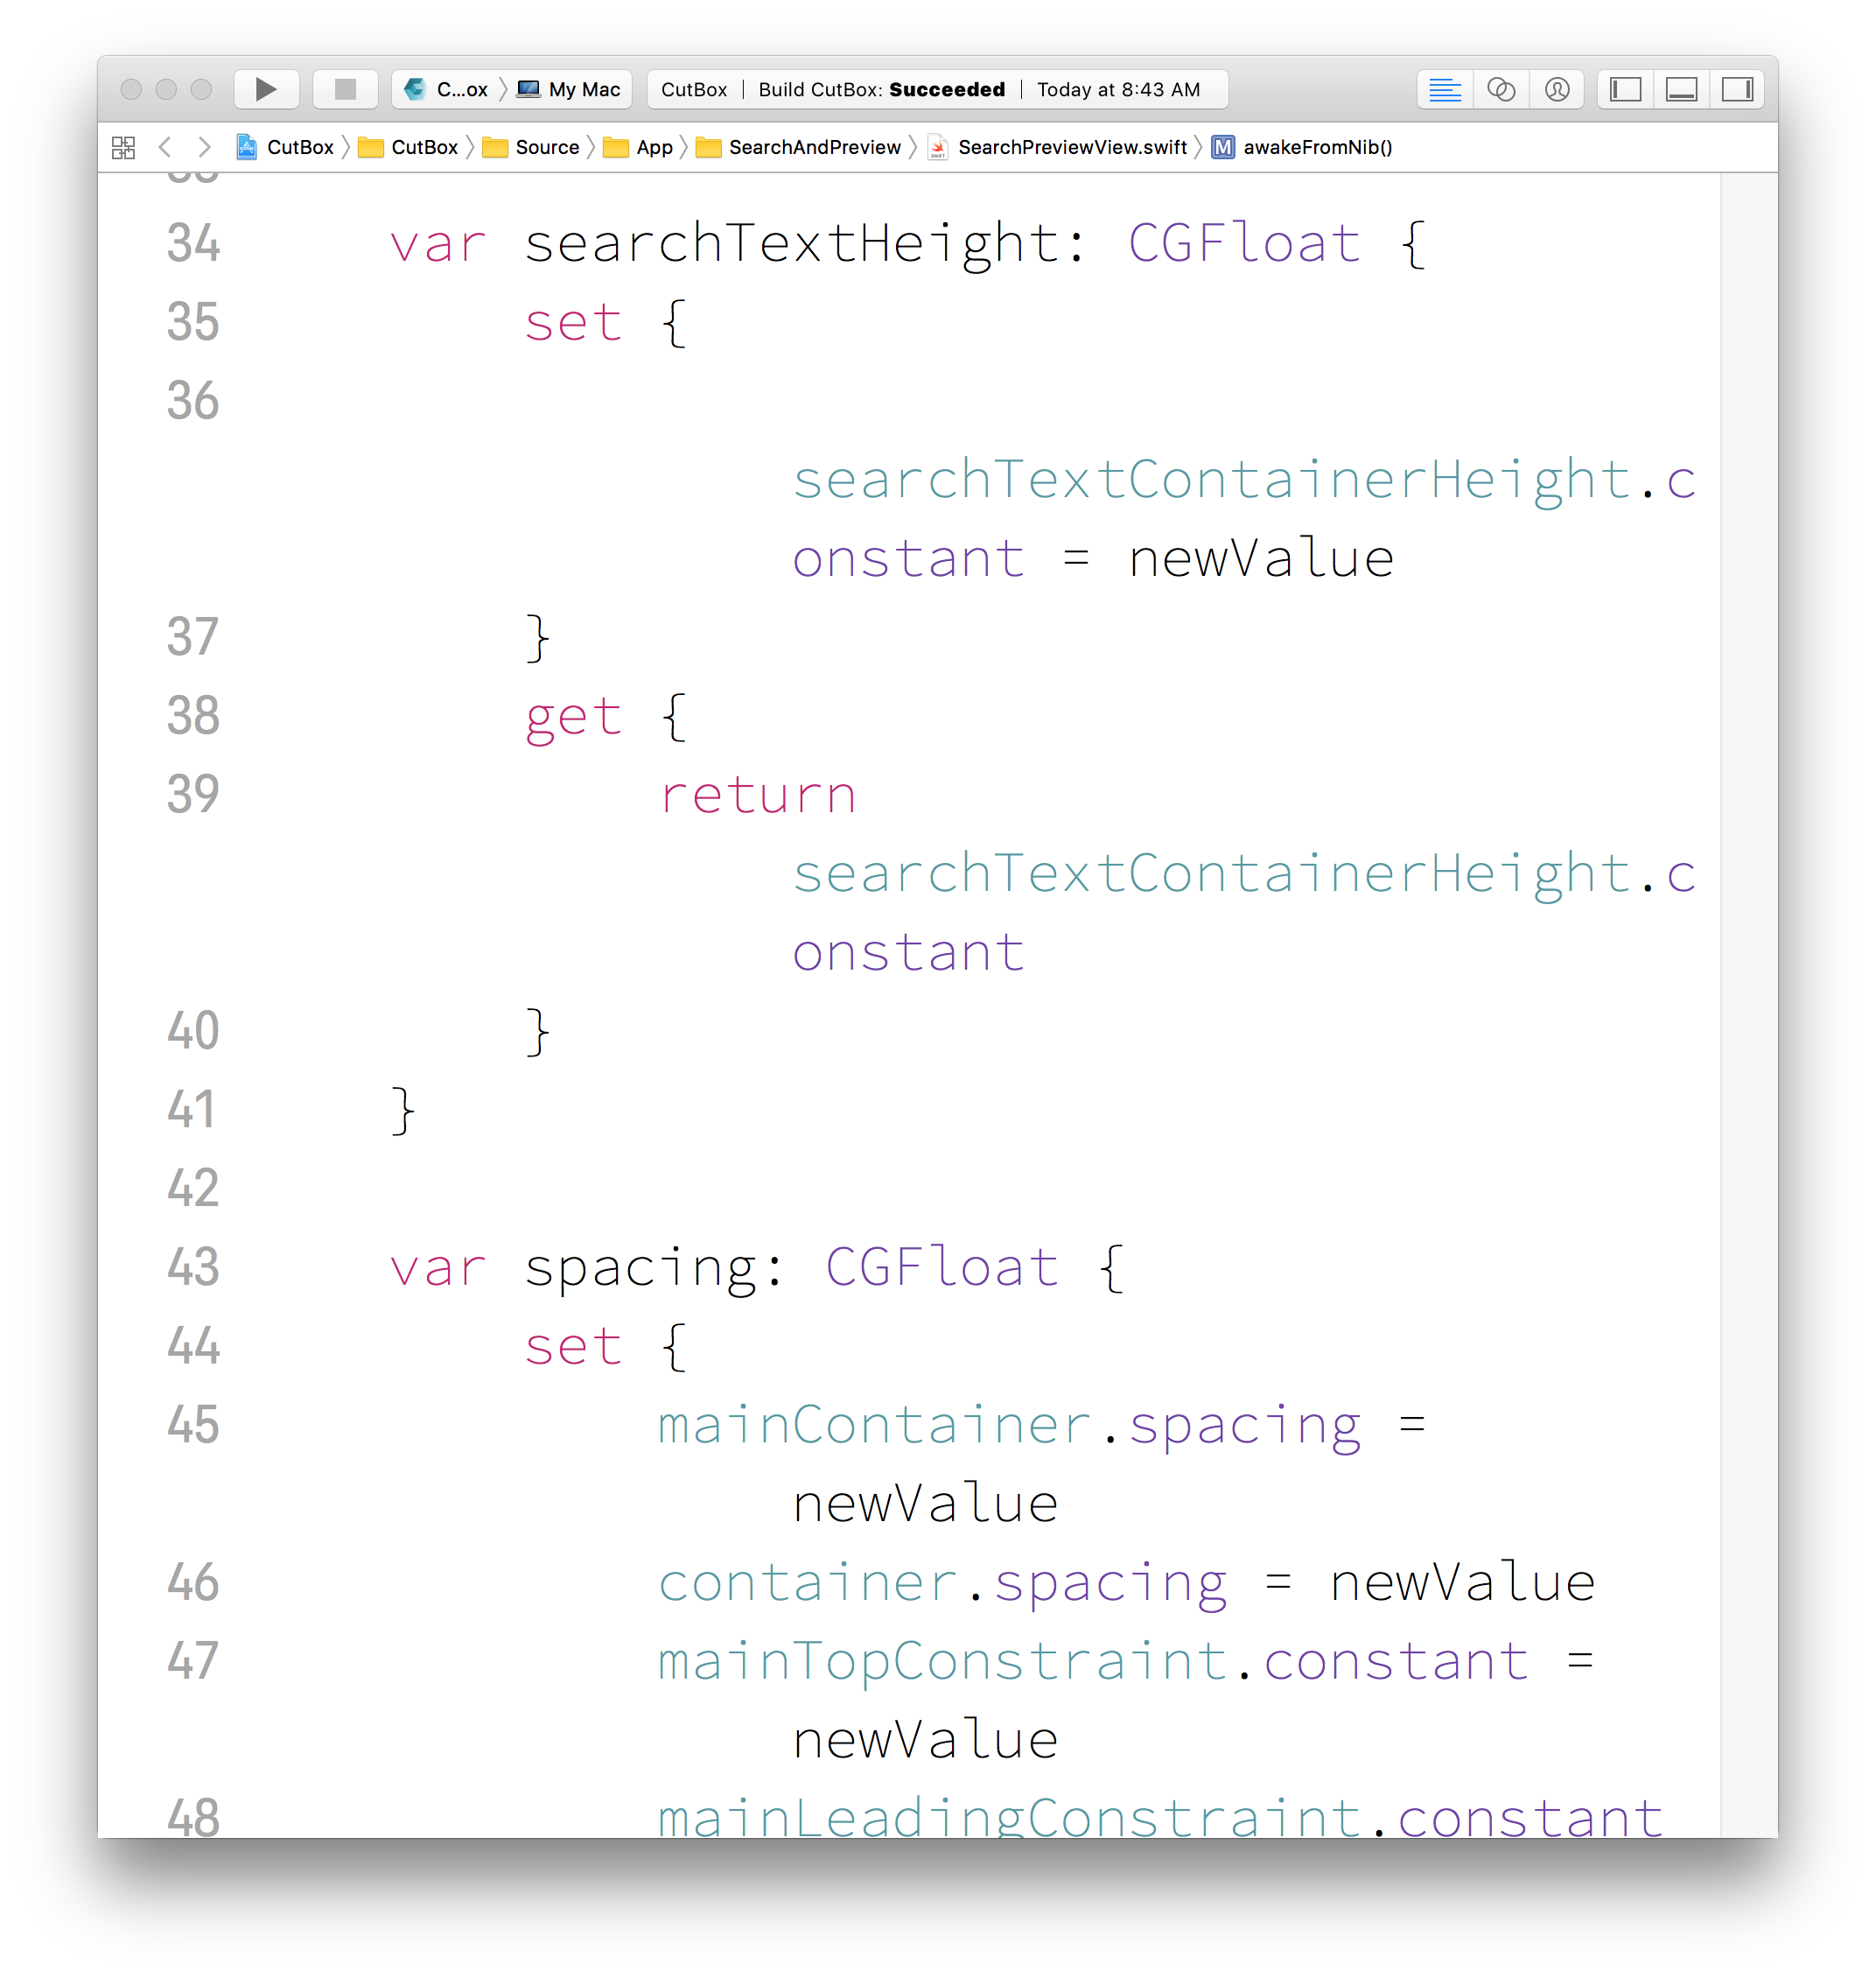 C...ox My Mac CutBox | Build CutBox: Succeeded | Today at 8:43 AM
CutBox CutBox Source App SearchAndPreview SearchPreviewView.swift M awakeFromNib()
34 var searchTextHeight: CGFloat {
35 set {
36
searchTextContainerHeight.c
onstant = newValue
37 }
38 get {
39 return
searchTextContainerHeight.c
onstant
40 }
41 }
42
43 var spacing: CGFloat {
44 set {
45 mainContainer.spacing =
newValue
46 container.spacing = newValue
47 mainTopConstraint.constant =
newValue
48 mainLeadingConstraint.constant